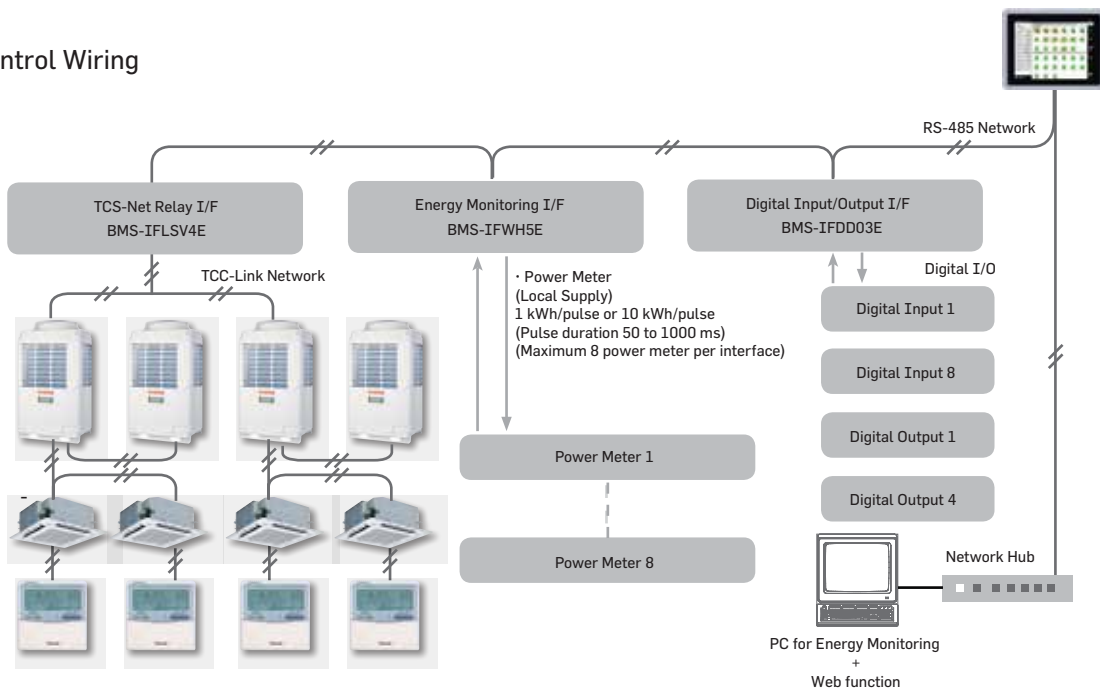 ntrol Wiring
RS-485 Network
TCS-Net Relay I/F
BMS-IFLSV4E
Energy Monitoring I/F
BMS-IFWH5E
Digital Input/Output I/F
BMS-IFDD03E
TCC-Link Network
· Power Meter
(Local Supply)
1 kWh/pulse or 10 kWh/pulse
(Pulse duration 50 to 1000 ms)
(Maximum 8 power meter per interface)
Digital I/O
Digital Input 1
Digital Input 8
Digital Output 1
Digital Output 4
Power Meter 1
Power Meter 8
Network Hub
PC for Energy Monitoring
+
Web function